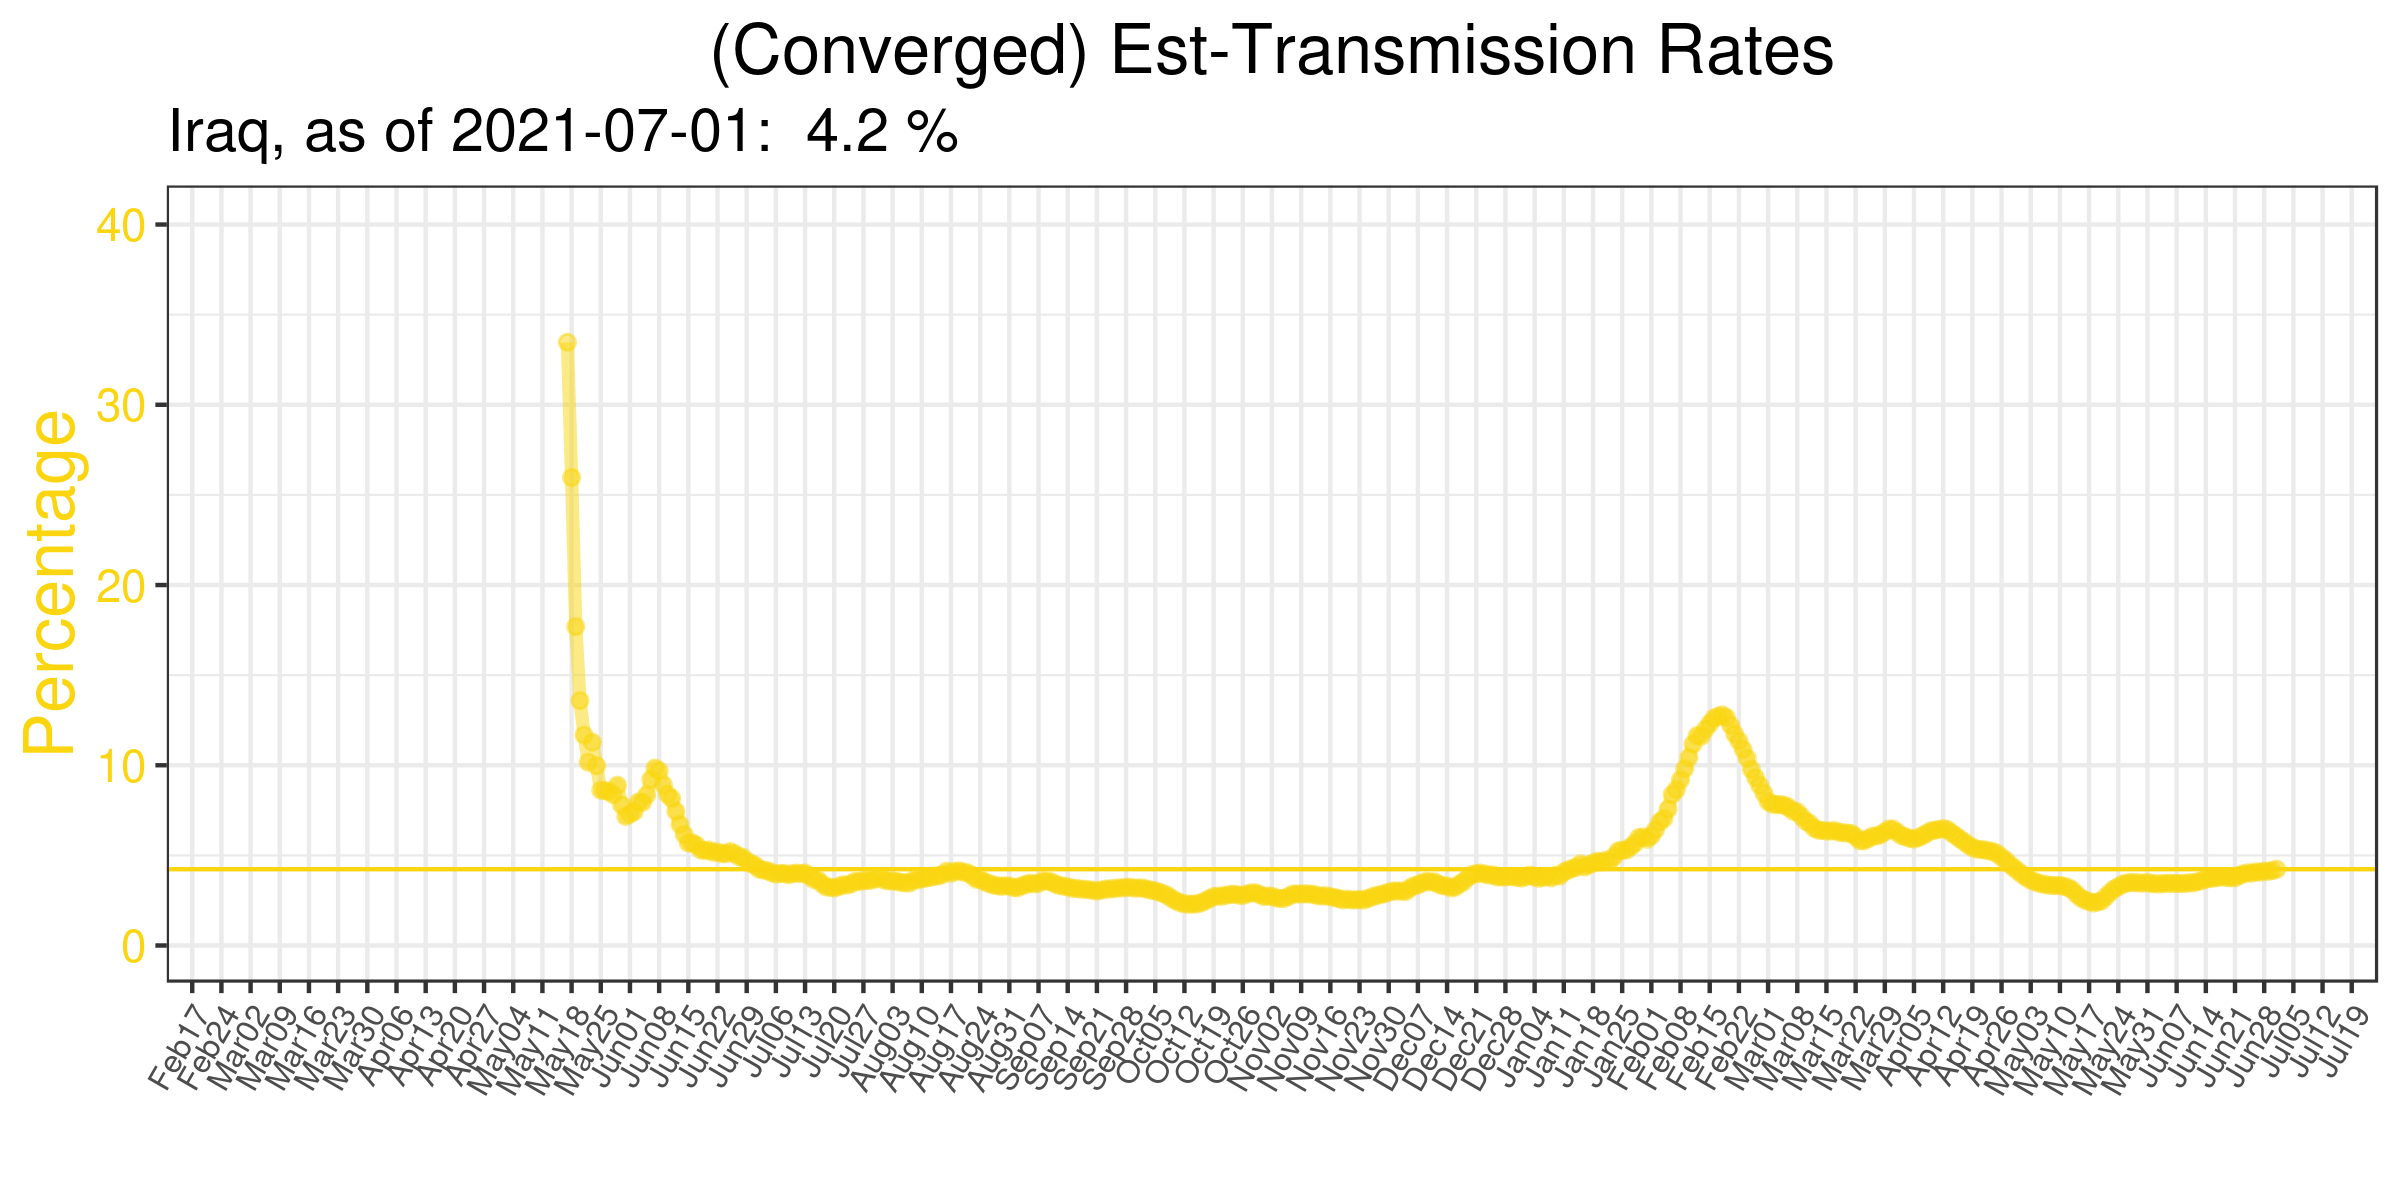 (Converged) Est-Transmission Rates
Iraq, as of 2021-07-01:  4.2 %
Percentage
40
30
20
10
0
Feb17
Feb24
Mar02
Mar09
Mar16
Mar23
Mar30
Apr06
Apr13
Apr20
Apr27
May04
May11
May18
May25
Jun01
Jun08
Jun15
Jun22
Jun29
Jul06
Jul13
Jul20
Jul27
Aug03
Aug10
Aug17
Aug24
Aug31
Sep07
Sep14
Sep21
Sep28
Oct05
Oct12
Oct19
Oct26
Nov02
Nov09
Nov16
Nov23
Nov30
Dec07
Dec14
Dec21
Dec28
Jan04
Jan11
Jan18
Jan25
Feb01
Feb08
Feb15
Feb22
Mar01
Mar08
Mar15
Mar22
Mar29
Apr05
Apr12
Apr19
Apr26
May03
May10
May17
May24
May31
Jun07
Jun14
Jun21
Jun28
Jul05
Jul12
Jul19